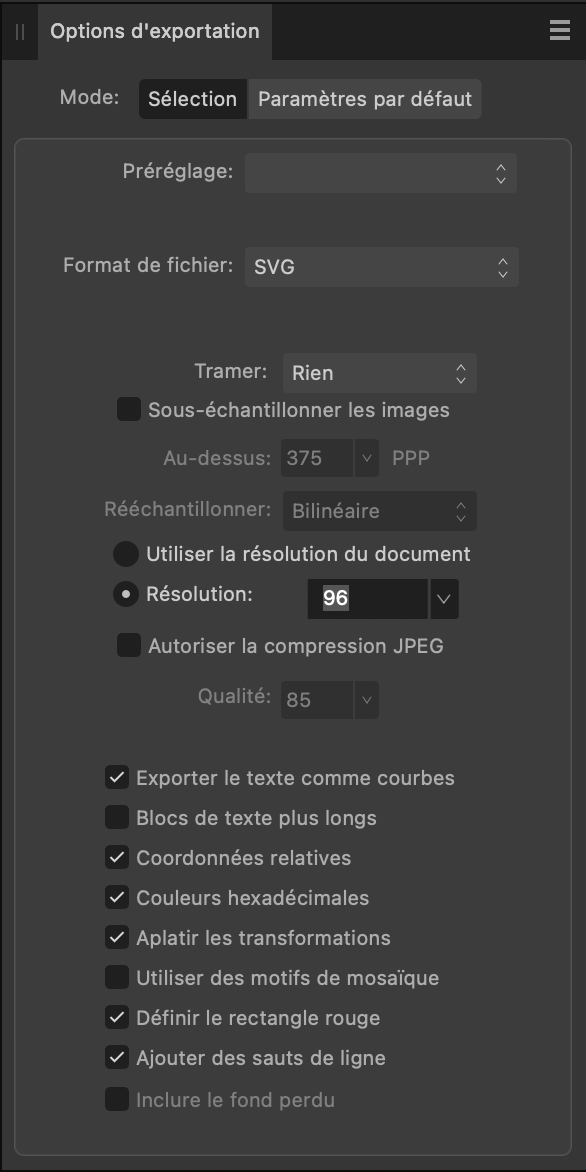 Options d'exportation
Mode: Sélection Paramètres par défaut
Préréglage:
Format de fichier: SVG
Tramer: Rien
Sous-échantillonner les images
Au-dessus: 375 PPP
Rééchantillonner: Bilinéaire
Utiliser la résolution du document
Résolution: 96
Autoriser la compression JPEG
Qualité: 85
Exporter le texte comme courbes
Blocs de texte plus longs
Coordonnées relatives
Couleurs hexadécimales
Aplatir les transformations
Utiliser des motifs de mosaïque
Définir le rectangle rouge
Ajouter des sauts de ligne
Inclure le fond perdu